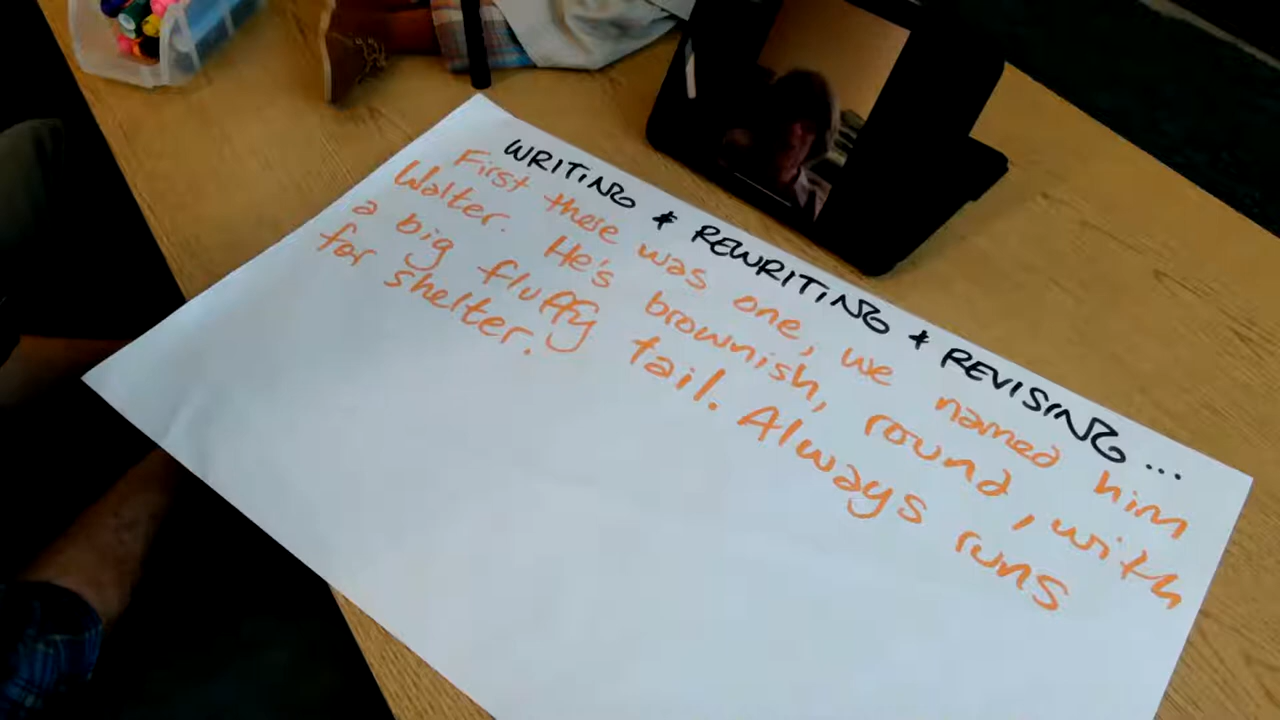 WRITING & REWRITING & REVISING...
First there was one, we named him
Walter. He's brownish, round, with
a big fluffy tail. Always runs
for shelter.